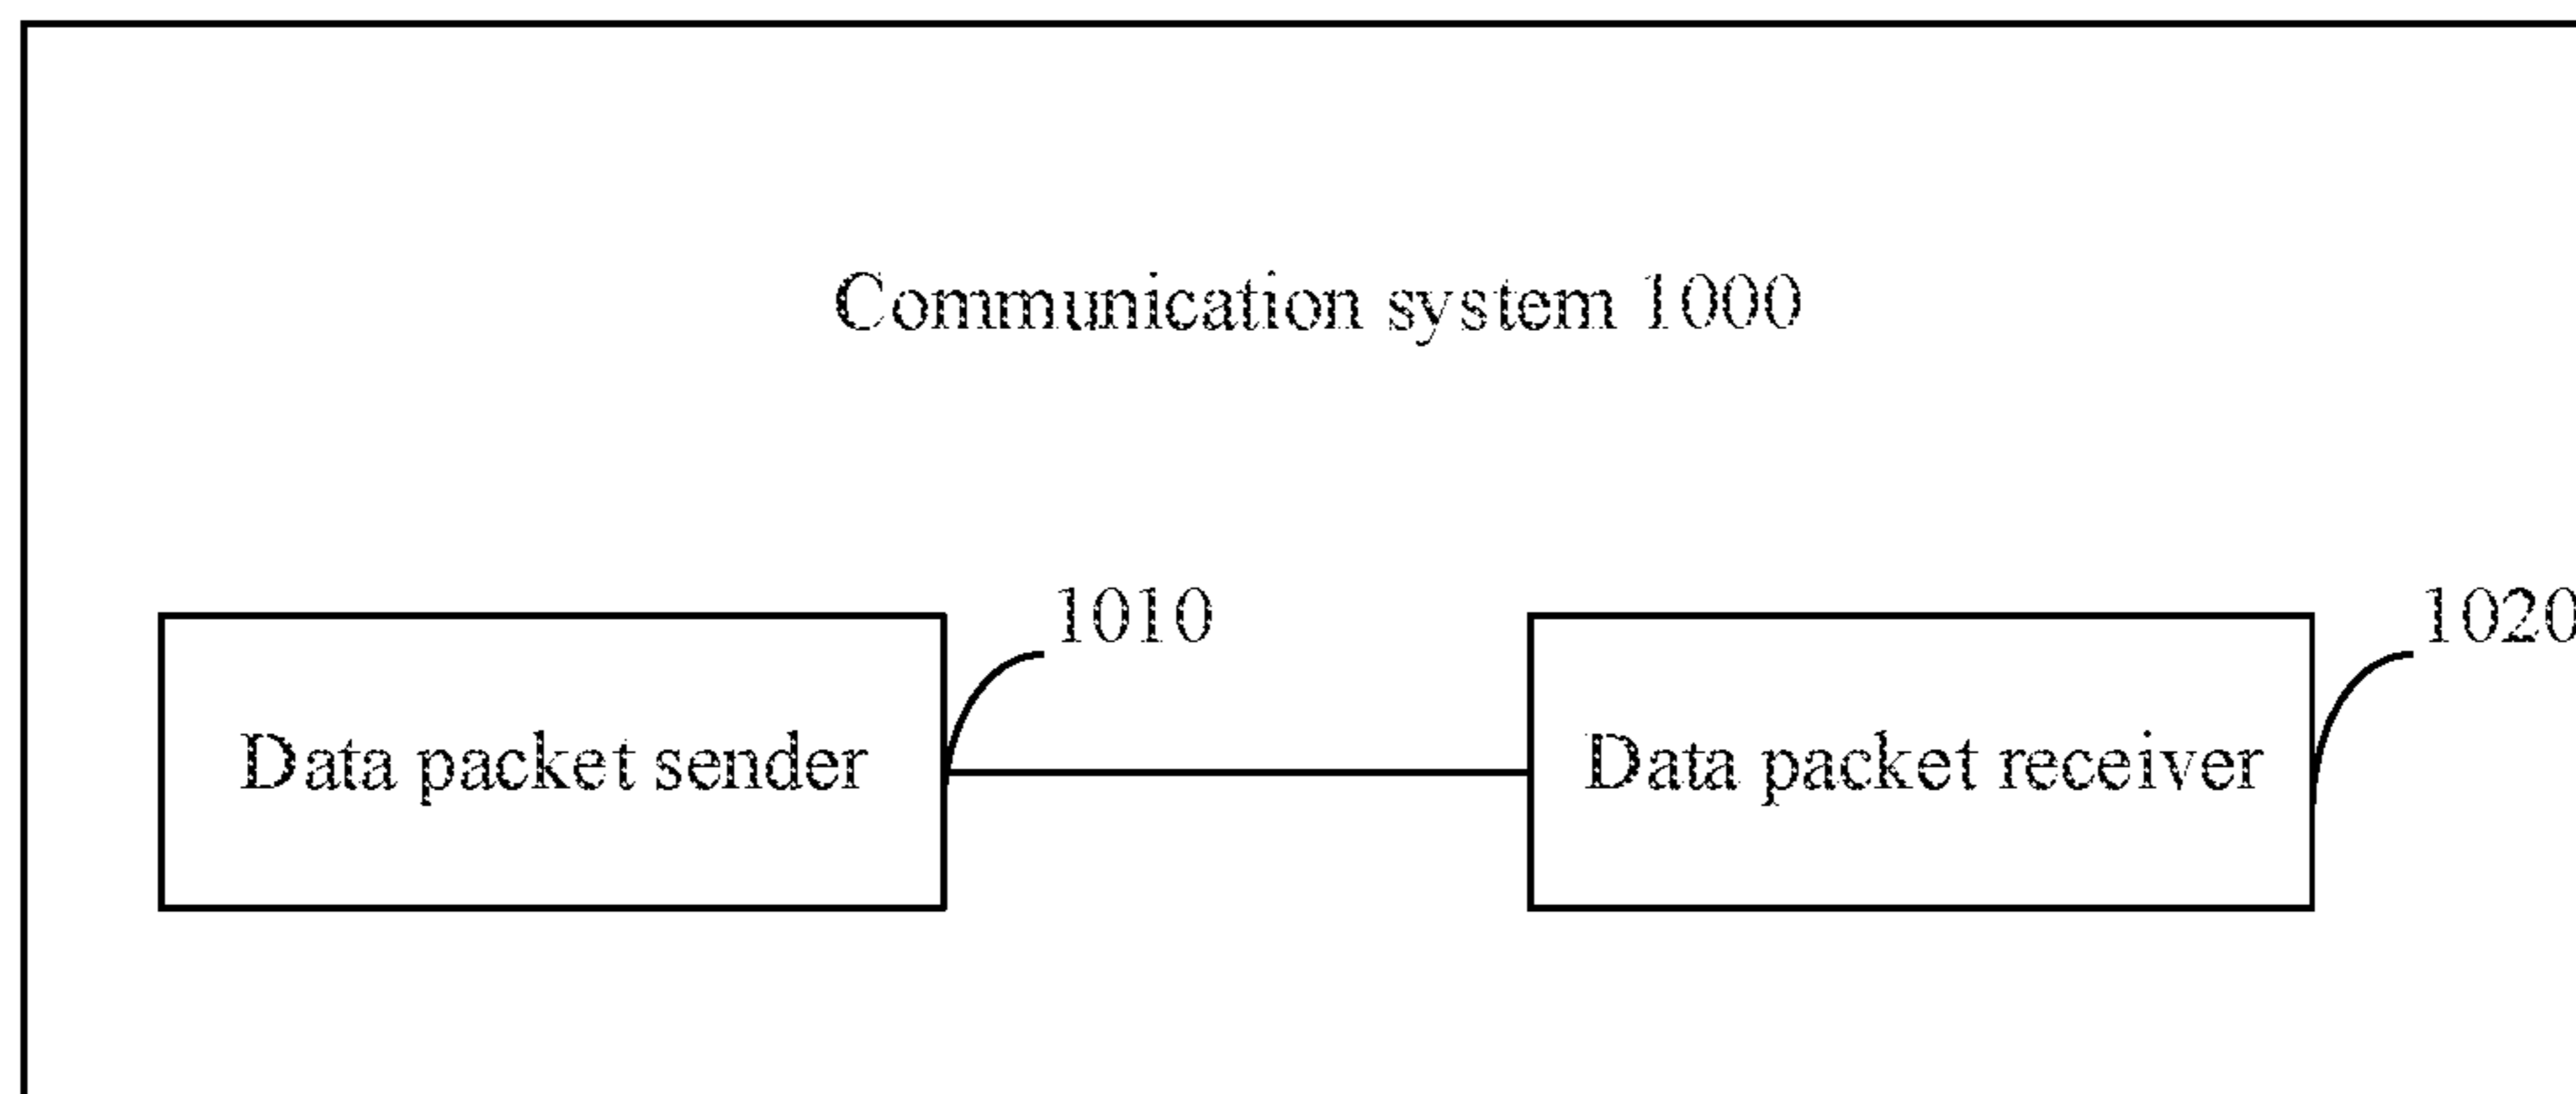 Communication system 1000
1010
1020
Data packet sender
Data packet receiver